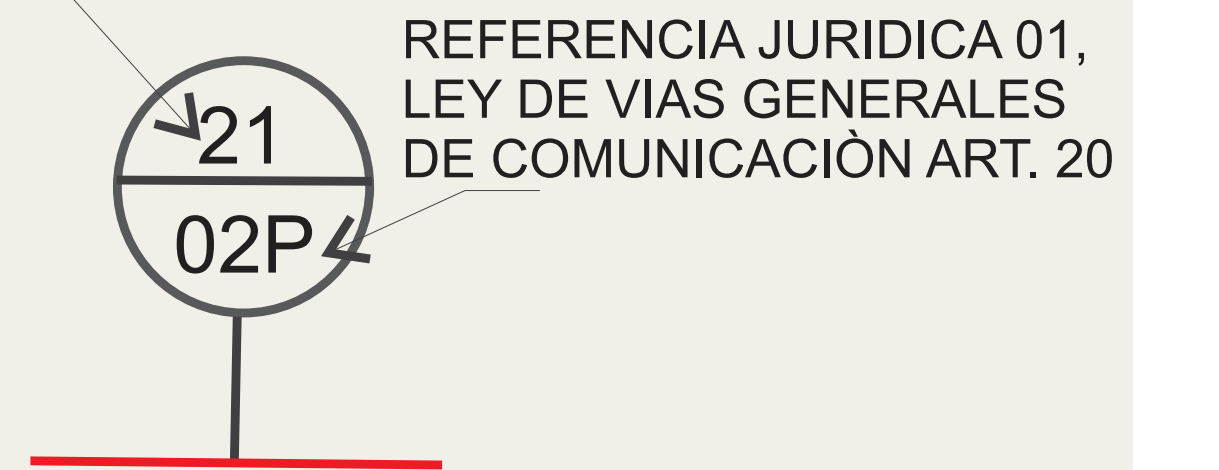 REFERENCIA JURIDICA 01,
LEY DE VIAS GENERALES
DE COMUNICACIÒN ART. 20
21
02P